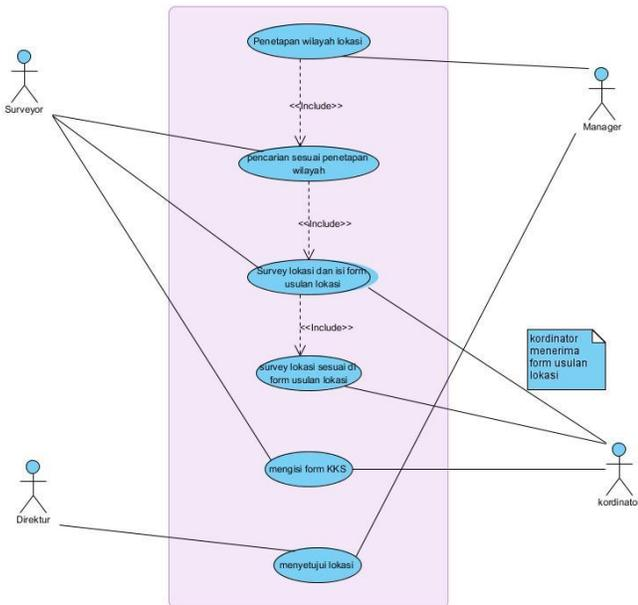 Penetapan wilayah lokasi
<<Include>>
Surveyor
Manager
pencarian sesuai penetapan
wilayah
<<Include>>
Survey lokasi dan isi form
usulan lokasi
<<Include>>
kordinator
menerima
form usulan
lokasi
survey lokasi sesuai di
form usulan lokasi
mengisi form KKS
kordinato
Direktur
menyetujui lokasi